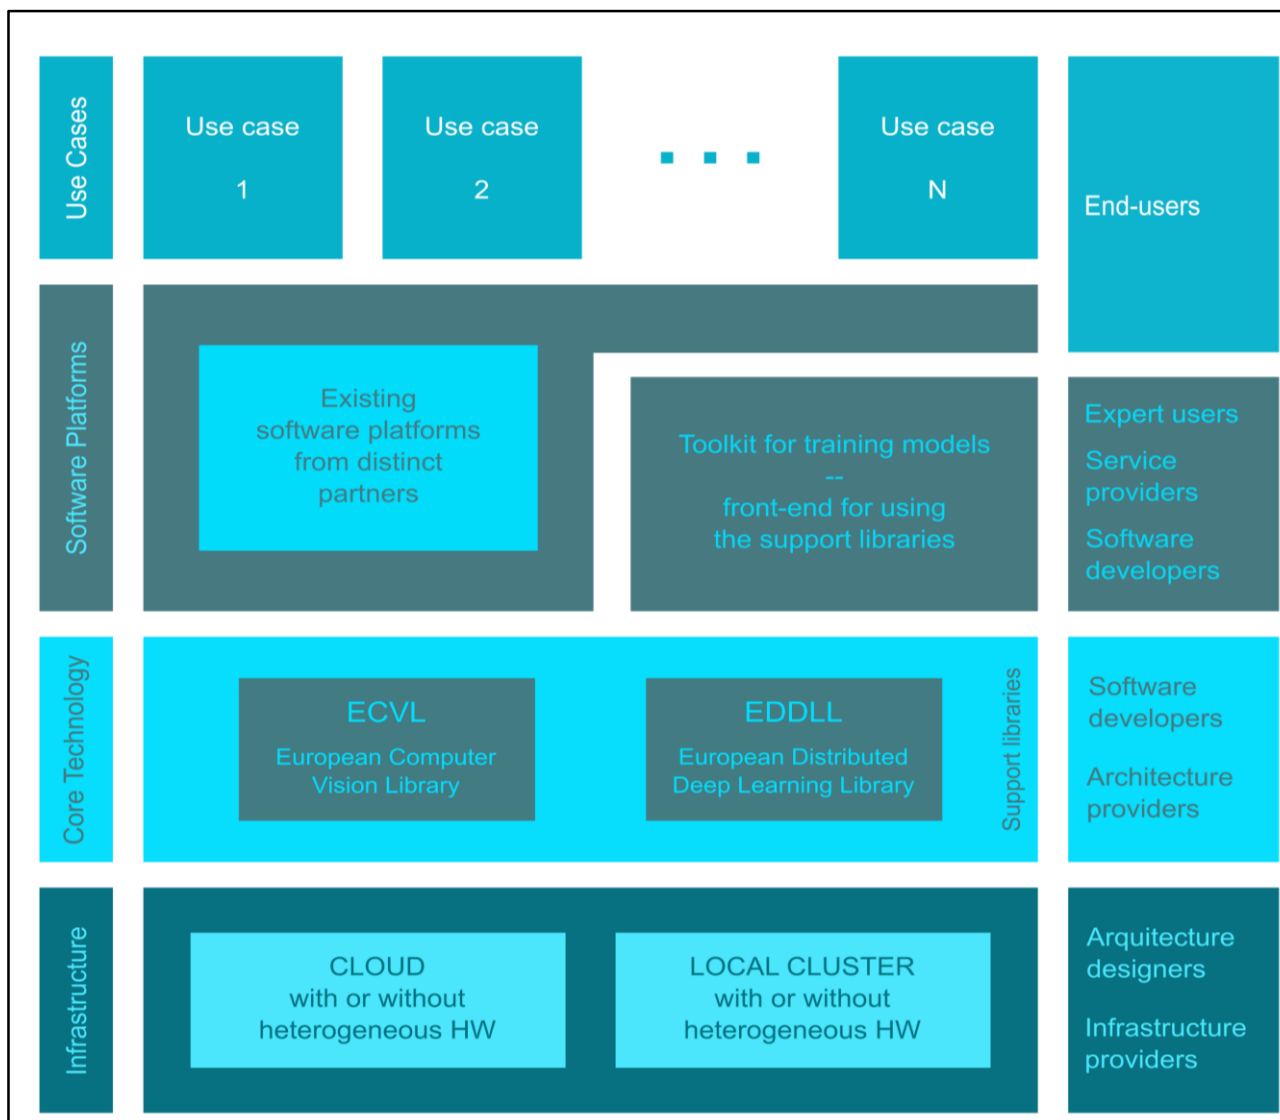 Use Cases
Use case
1
Use case
2
Use case
N
End-users
Software Platforms
Existing
software platforms
from distinct
partners
Toolkit for training models
--
front-end for using
the support libraries
Expert users
Service
providers
Software
developers
Core Technology
ECVL
European Computer
Vision Library
EDDLL
European Distributed
Deep Learning Library
Support libraries
Software
developers
Architecture
providers
Infrastructure
CLOUD
with or without
heterogeneous HW
LOCAL CLUSTER
with or without
heterogeneous HW
Arquitecture
designers
Infrastructure
providers